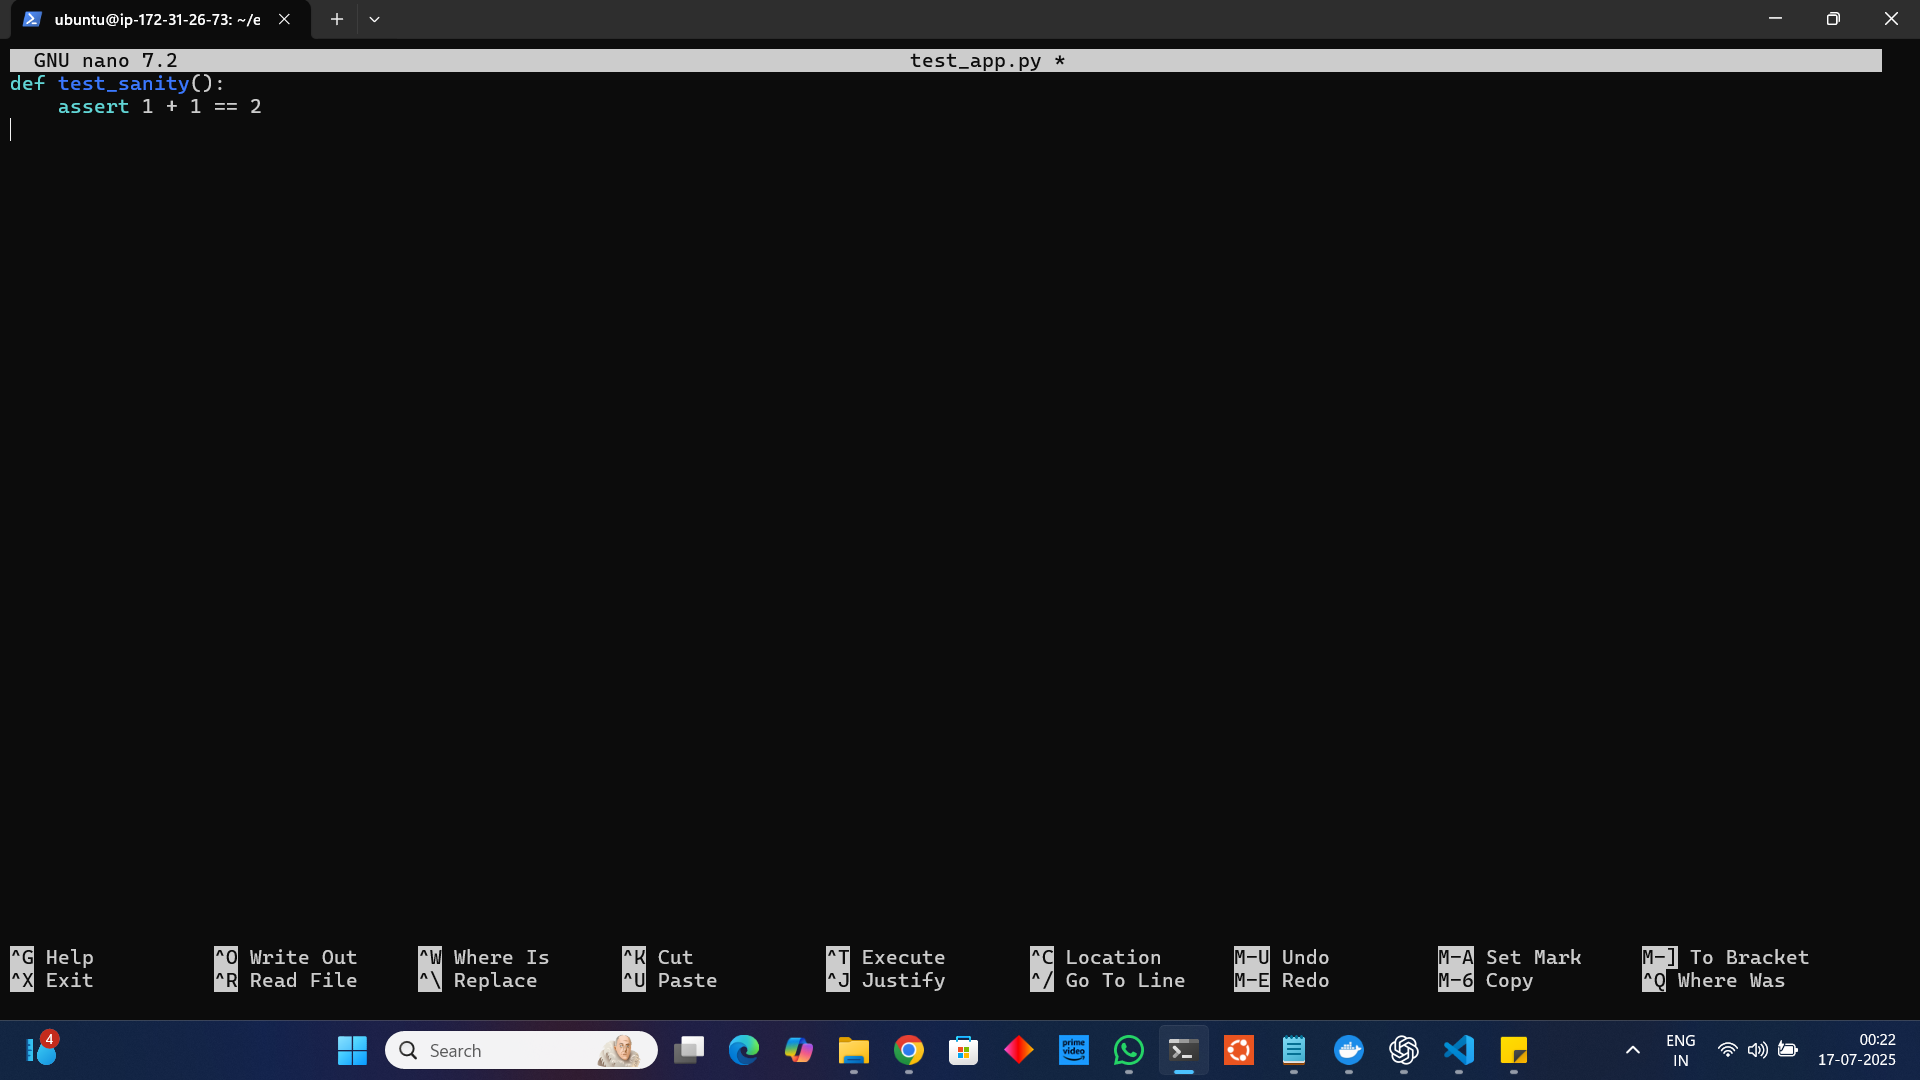 ubuntu@ip-172-31-26-73: ~/e
GNU nano 7.2 test_app.py *
def test_sanity():
    assert 1 + 1 == 2
^G Help ^O Write Out ^W Where Is ^K Cut ^T Execute ^C Location M-U Undo M-A Set Mark M-] To Bracket
^X Exit ^R Read File ^\ Replace ^U Paste ^J Justify ^/ Go To Line M-E Redo M-6 Copy ^Q Where Was
4
Search
prime video
ENG
IN
00:22
17-07-2025